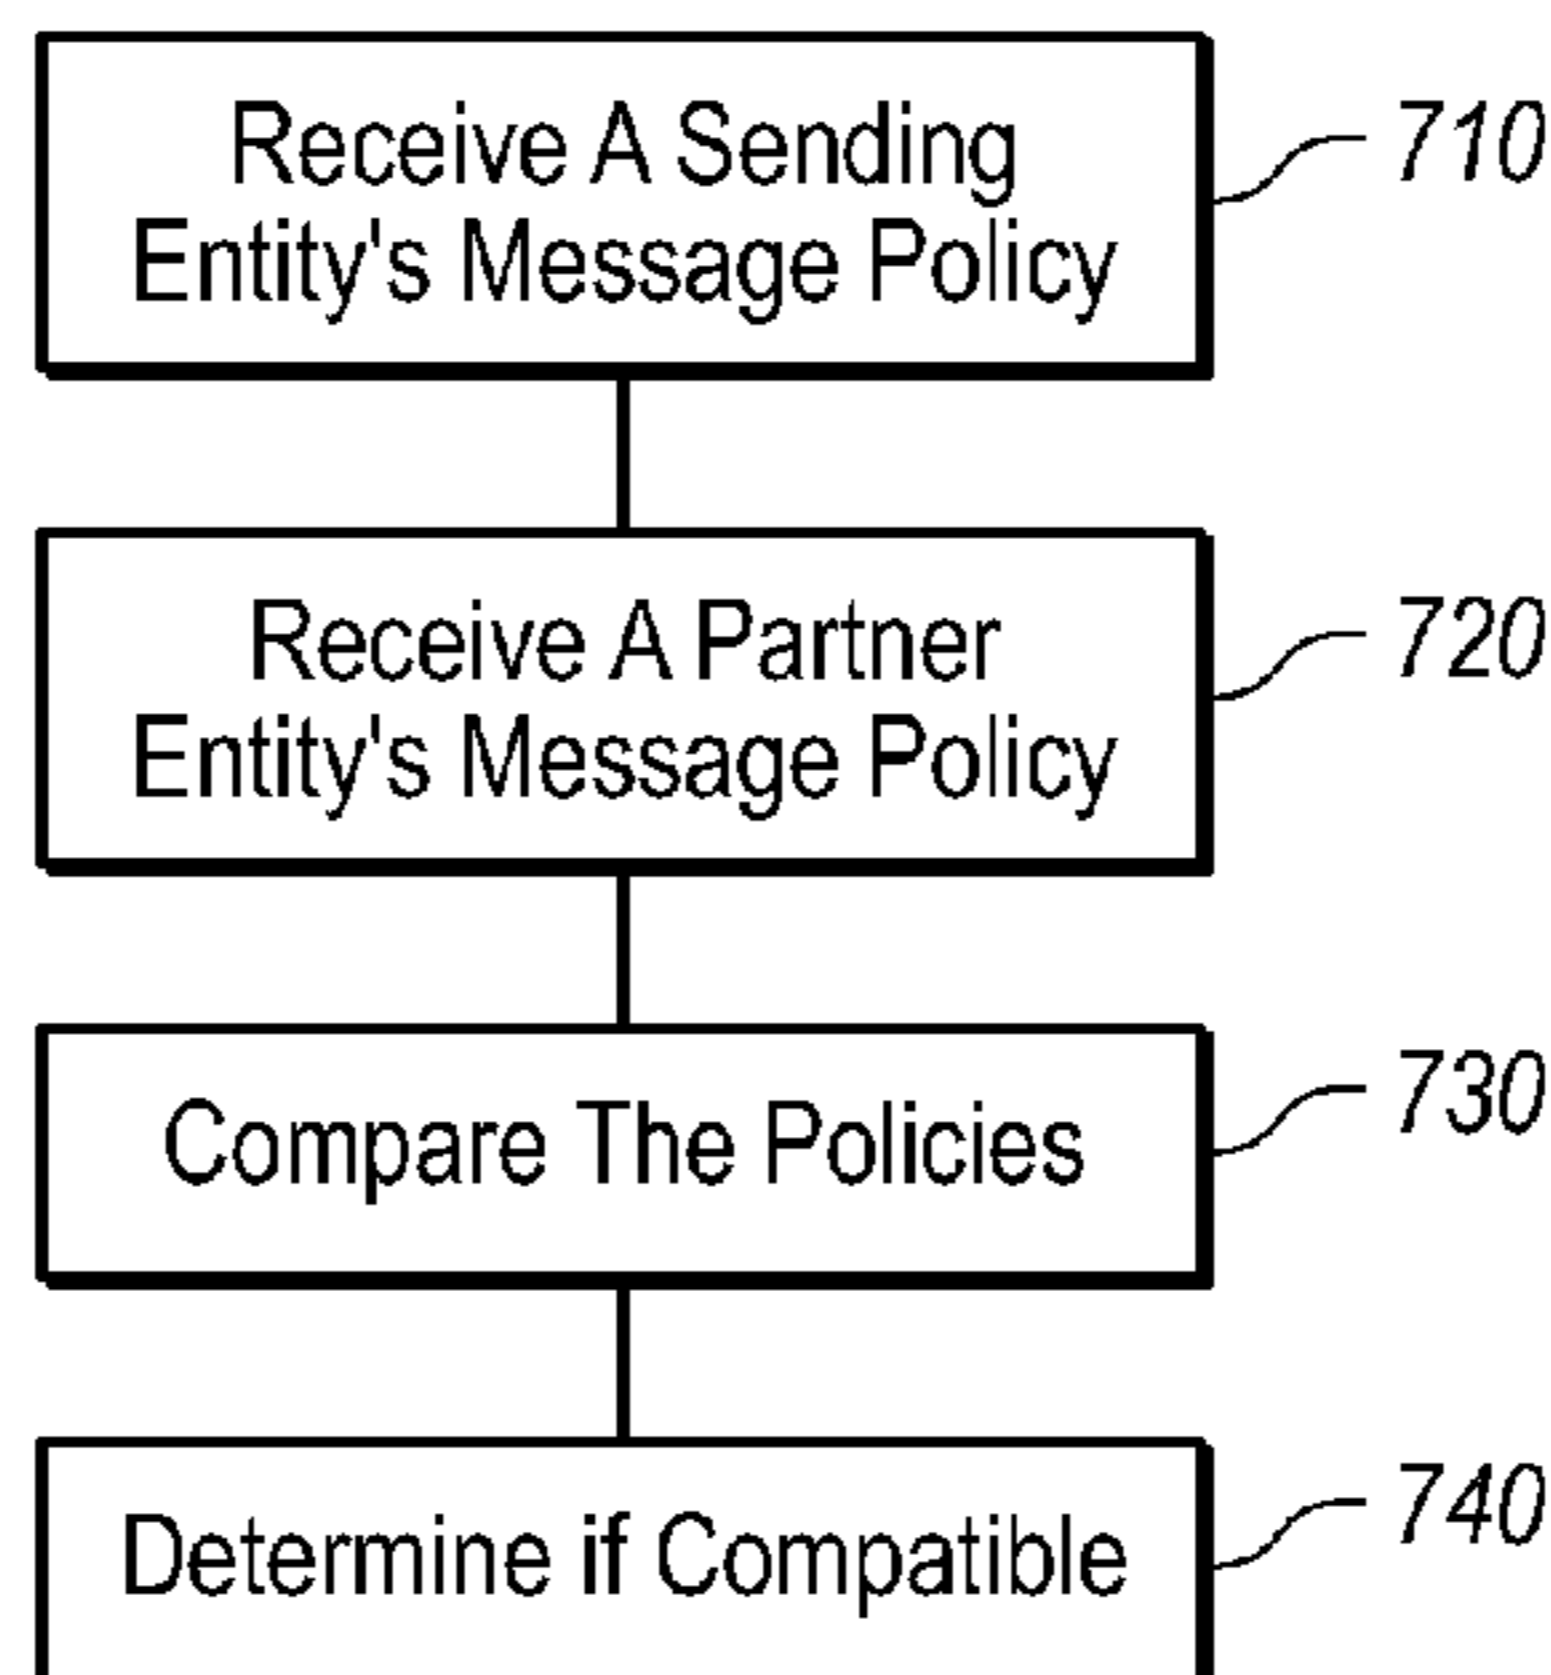 Receive A Sending
Entity's Message Policy
710
Receive A Partner
Entity's Message Policy
720
Compare The Policies
730
Determine if Compatible
740